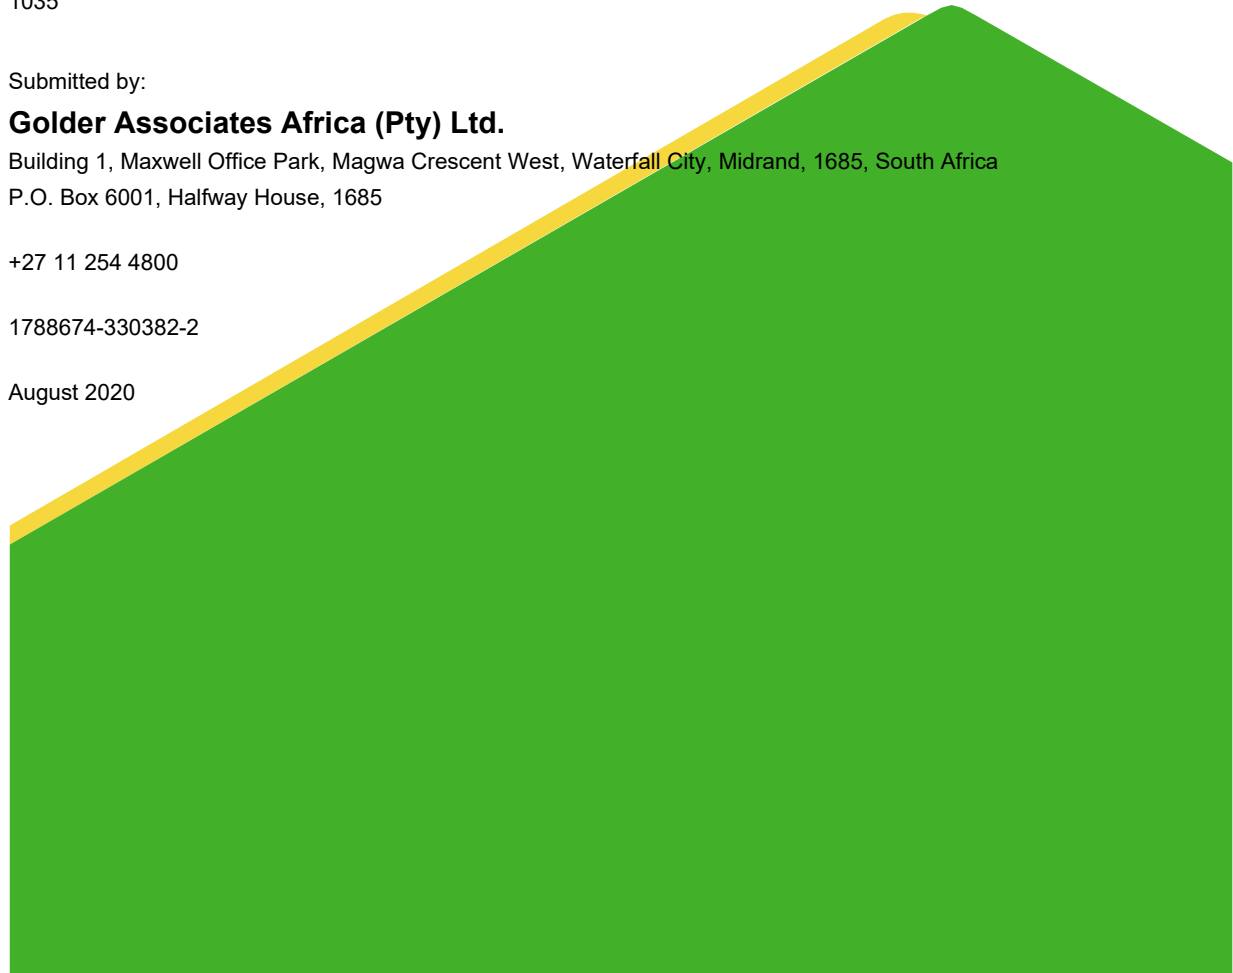 1035
Submitted by:
Golder Associates Africa (Pty) Ltd.
Building 1, Maxwell Office Park, Magwa Crescent West, Waterfall City, Midrand, 1685, South Africa
P.O. Box 6001, Halfway House, 1685
+27 11 254 4800
1788674-330382-2
August 2020